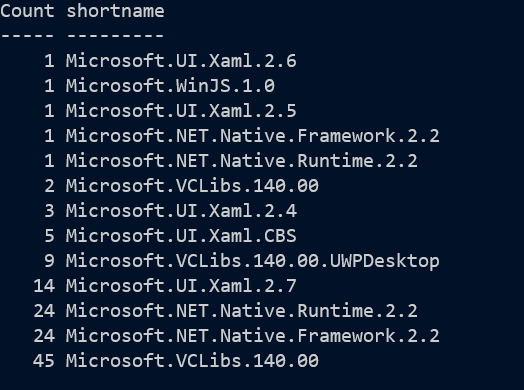 Count shortname
----- ---------
    1 Microsoft.UI.Xaml.2.6
    1 Microsoft.WinJS.1.0
    1 Microsoft.UI.Xaml.2.5
    1 Microsoft.NET.Native.Framework.2.2
    1 Microsoft.NET.Native.Runtime.2.2
    2 Microsoft.VCLibs.140.00
    3 Microsoft.UI.Xaml.2.4
    5 Microsoft.UI.Xaml.CBS
    9 Microsoft.VCLibs.140.00.UWPDesktop
   14 Microsoft.UI.Xaml.2.7
   24 Microsoft.NET.Native.Runtime.2.2
   24 Microsoft.NET.Native.Framework.2.2
   45 Microsoft.VCLibs.140.00